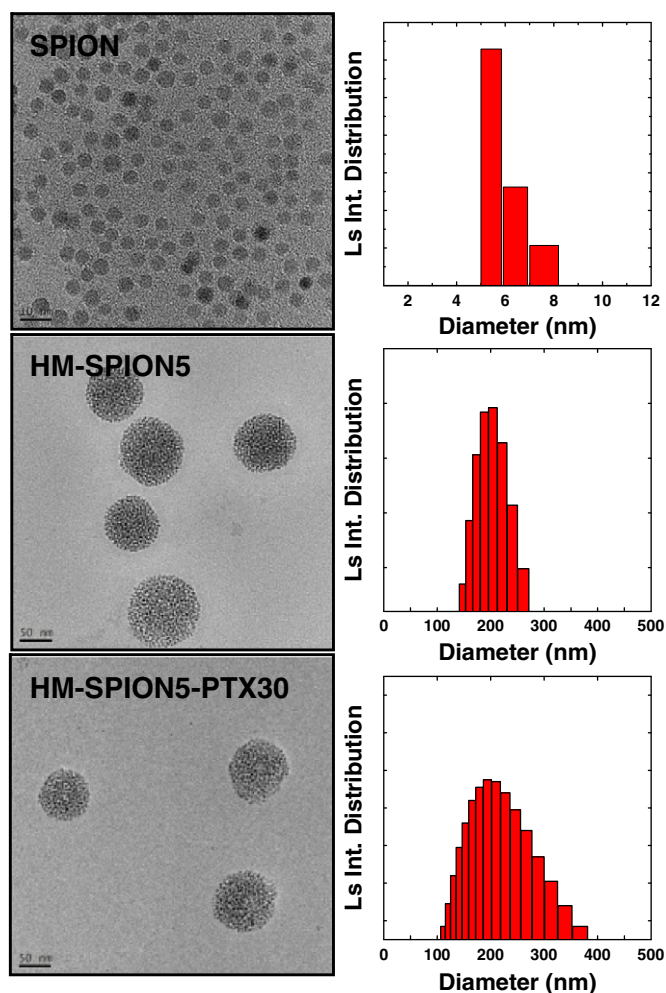 SPION
10 nm
Ls Int. Distribution
2 4 6 8 10 12
Diameter (nm)
HM-SPION5
50 nm
Ls Int. Distribution
0 100 200 300 400 500
Diameter (nm)
HM-SPION5-PTX30
50 nm
Ls Int. Distribution
0 100 200 300 400 500
Diameter (nm)